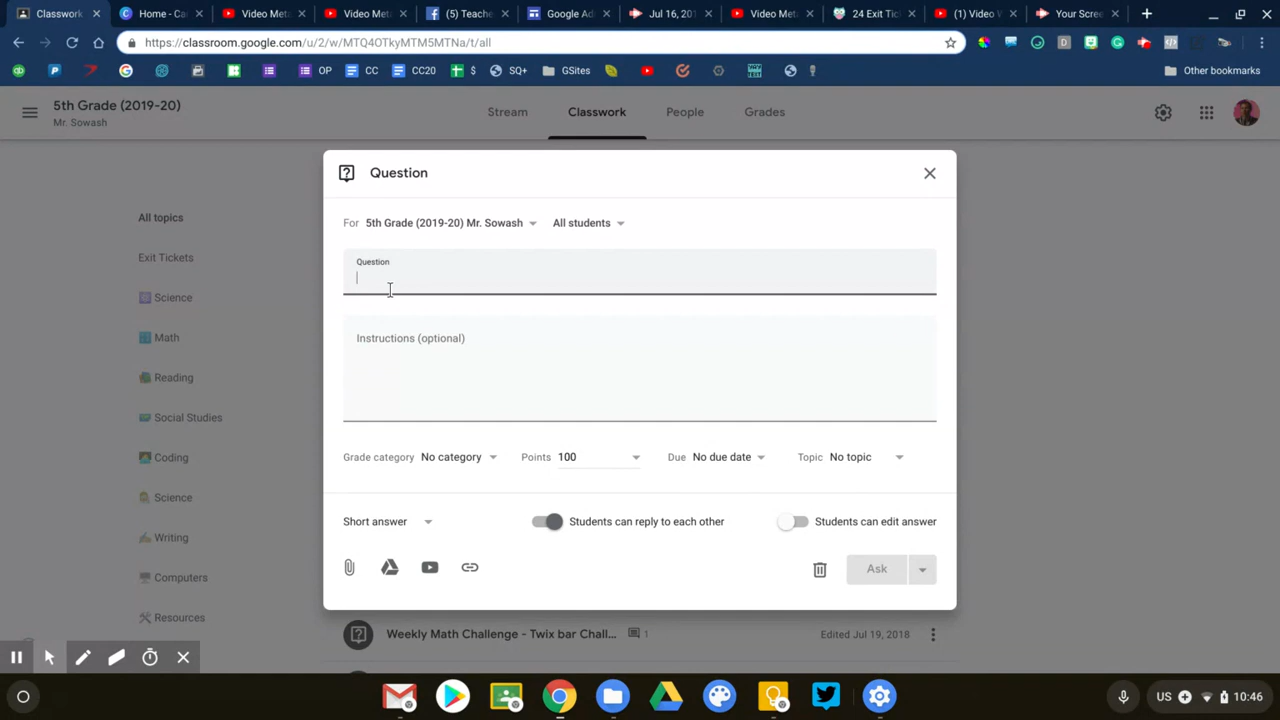 Classwork
Home - Ca
Video Meta
Video Meta
(5) Teache
Google Ad
Jul 16, 201
Video Meta
24 Exit Tic
(1) Video W
Your Scree
https://classroom.google.com/u/2/w/MTQ4OTkyMTM5MTNa/t/all
OP
CC
CC20
$
SQ+
GSites
Other bookmarks
5th Grade (2019-20)
Mr. Sowash
Stream
Classwork
People
Grades
All topics
Exit Tickets
Science
Math
Reading
Social Studies
Coding
Science
Writing
Computers
Resources
Question
For 5th Grade (2019-20) Mr. Sowash All students
Question
Instructions (optional)
Grade category No category Points 100 Due No due date Topic No topic
Short answer Students can reply to each other Students can edit answer
Ask
Weekly Math Challenge - Twix bar Chall... 1 Edited Jul 19, 2018
US 10:46